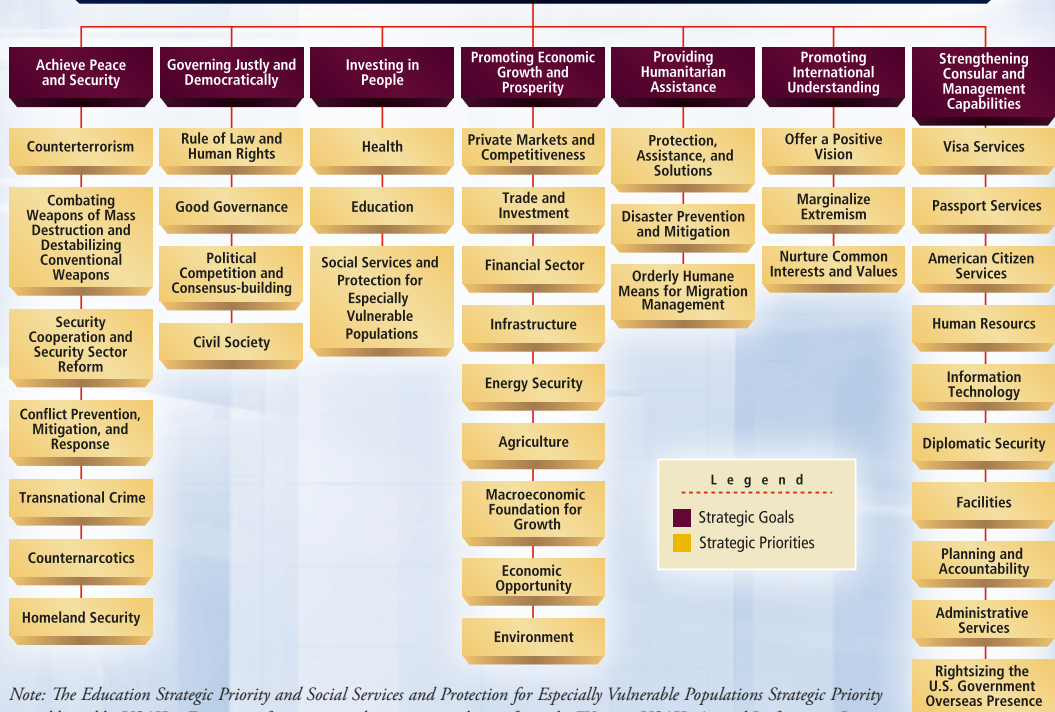 Achieve Peace
and Security
Counterterrorism
Combating
Weapons of Mass
Destruction and
Destabilizing
Conventional
Weapons
Security
Cooperation and
Security Sector
Reform
Conflict Prevention,
Mitigation, and
Response
Transnational Crime
Counternarcotics
Homeland Security
Governing Justly and
Democratically
Rule of Law and
Human Rights
Good Governance
Political
Competition and
Consensus-building
Civil Society
Investing in
People
Health
Education
Social Services and
Protection for
Especially
Vulnerable
Populations
Promoting Economic
Growth and
Prosperity
Private Markets and
Competitiveness
Trade and
Investment
Financial Sector
Infrastructure
Energy Security
Agriculture
Macroeconomic
Foundation for
Growth
Economic
Opportunity
Environment
Providing
Humanitarian
Assistance
Protection,
Assistance, and
Solutions
Disaster Prevention
and Mitigation
Orderly Humane
Means for Migration
Management
Promoting
International
Understanding
Offer a Positive
Vision
Marginalize
Extremism
Nurture Common
Interests and Values
Strengthening
Consular and
Management
Capabilities
Visa Services
Passport Services
American Citizen
Services
Human Resourcs
Information
Technology
Diplomatic Security
Facilities
Planning and
Accountability
Administrative
Services
Rightsizing the
U.S. Government
Overseas Presence
Legend
Strategic Goals
Strategic Priorities
Note: The Education Strategic Priority and Social Services and Protection for Especially Vulnerable Populations Strategic Priority